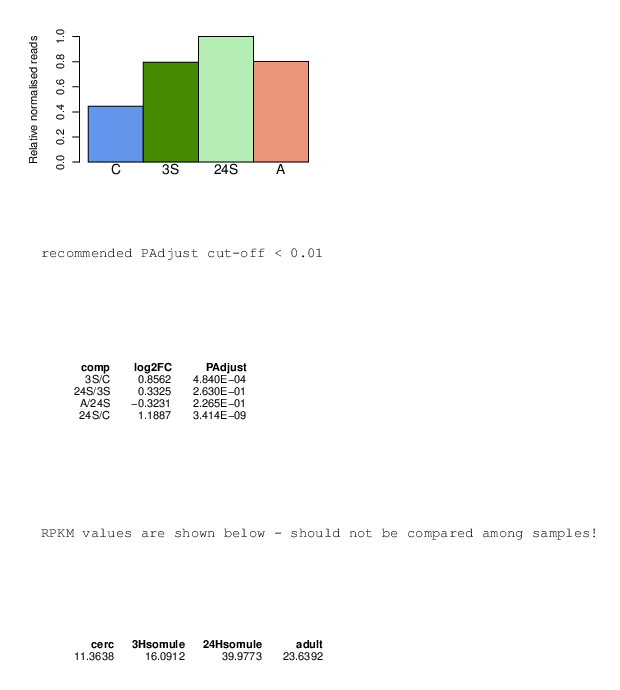 Relative normalised reads
1.0
0.8
0.6
0.4
0.2
0.0
C 3S 24S A
recommended PAdjust cut-off < 0.01
comp log2FC PAdjust
3S/C 0.8562 4.840E−04
24S/3S 0.3325 2.630E−01
A/24S −0.3231 2.265E−01
24S/C 1.1887 3.414E−09
RPKM values are shown below - should not be compared among samples!
cerc 3Hsomule 24Hsomule adult
11.3638 16.0912 39.9773 23.6392